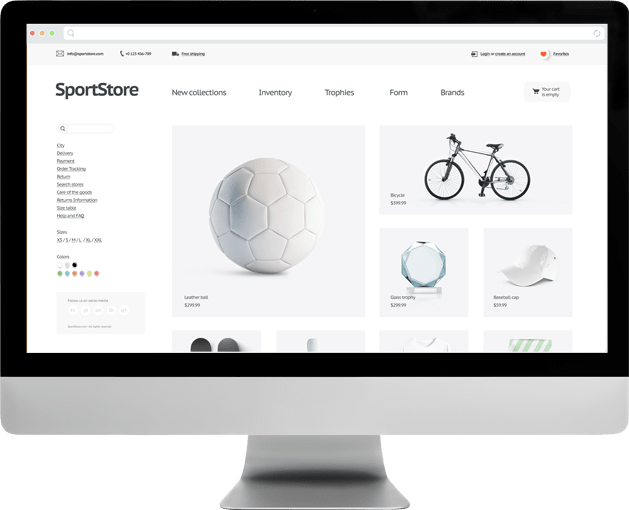 info@sportstore.com
+0 123 456 789
Free shipping
Login or create an account
Favorites
SportStore
New collections
Inventory
Trophies
Form
Brands
Your cart
is empty
City
Delivery
Payment
Order Tracking
Return
Search stores
Care of the goods
Returns Information
Size table
Help and FAQ
Sizes
XS / S / M / L / XL / XXL
Colors
Leather ball
$299.99
Bicycle
$399.99
Glass trophy
$299.99
Baseball cap
$59.99
Follow us on social media: